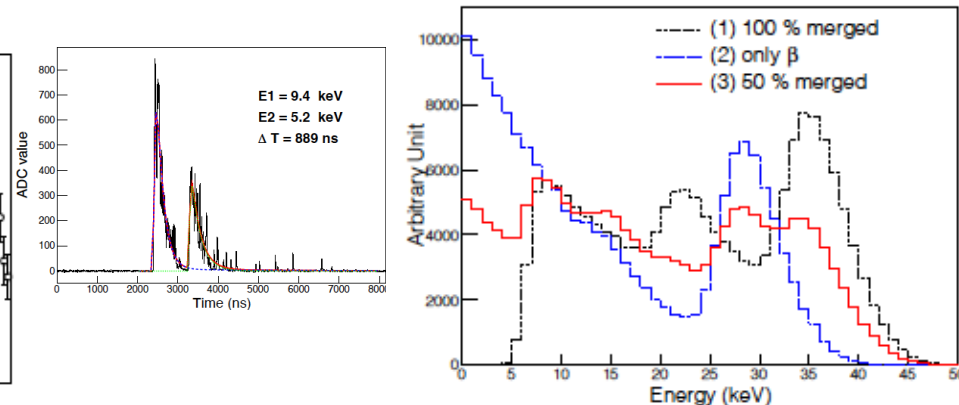 800
700
600
500
400
300
200
100
0
ADC value
E1 = 9.4 keV
E2 = 5.2 keV
Δ T = 889 ns
0 1000 2000 3000 4000 5000 6000 7000 8000
Time (ns)
10000
8000
6000
4000
2000
0
Arbitrary Unit
(1) 100 % merged
(2) only β
(3) 50 % merged
0 5 10 15 20 25 30 35 40 45 50
Energy (keV)